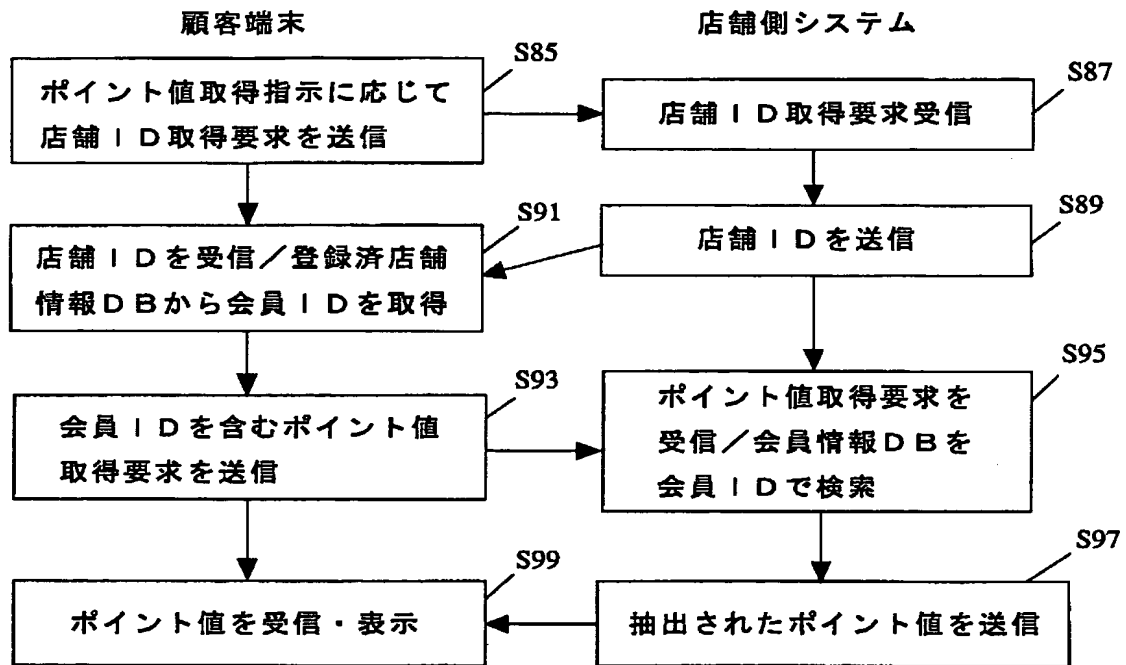 顧客端末
店舗側システム
S85
ポイント値取得指示に応じて
店舗ID取得要求を送信
S87
店舗ID取得要求受信
S91
店舗IDを受信/登録済店舗
情報DBから会員IDを取得
S89
店舗IDを送信
S93
会員IDを含むポイント値
取得要求を送信
S95
ポイント値取得要求を
受信/会員情報DBを
会員IDで検索
S99
ポイント値を受信・表示
S97
抽出されたポイント値を送信